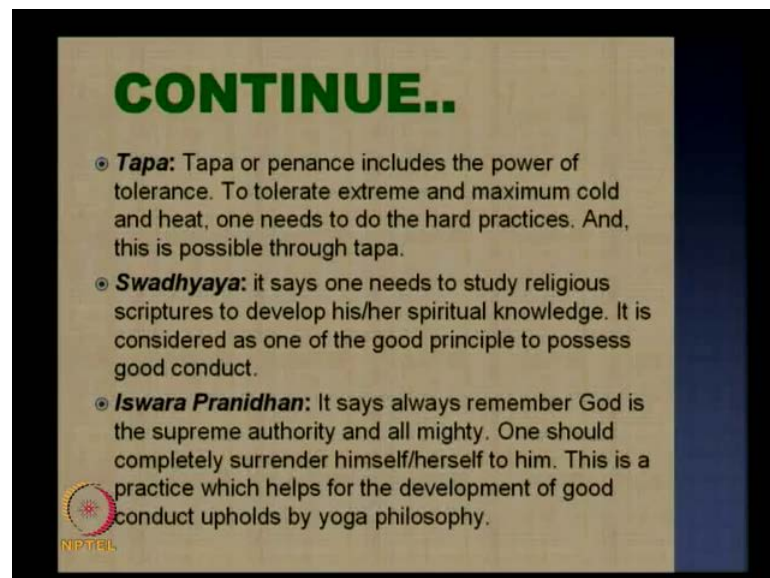 CONTINUE..
Tapa: Tapa or penance includes the power of
tolerance. To tolerate extreme and maximum cold
and heat, one needs to do the hard practices. And,
this is possible through tapa.
Swadhyaya: it says one needs to study religious
scriptures to develop his/her spiritual knowledge. It is
considered as one of the good principle to possess
good conduct.
Iswara Pranidhan: It says always remember God is
the supreme authority and all mighty. One should
completely surrender himself/herself to him. This is a
practice which helps for the development of good
conduct upholds by yoga philosophy.
NPTEL